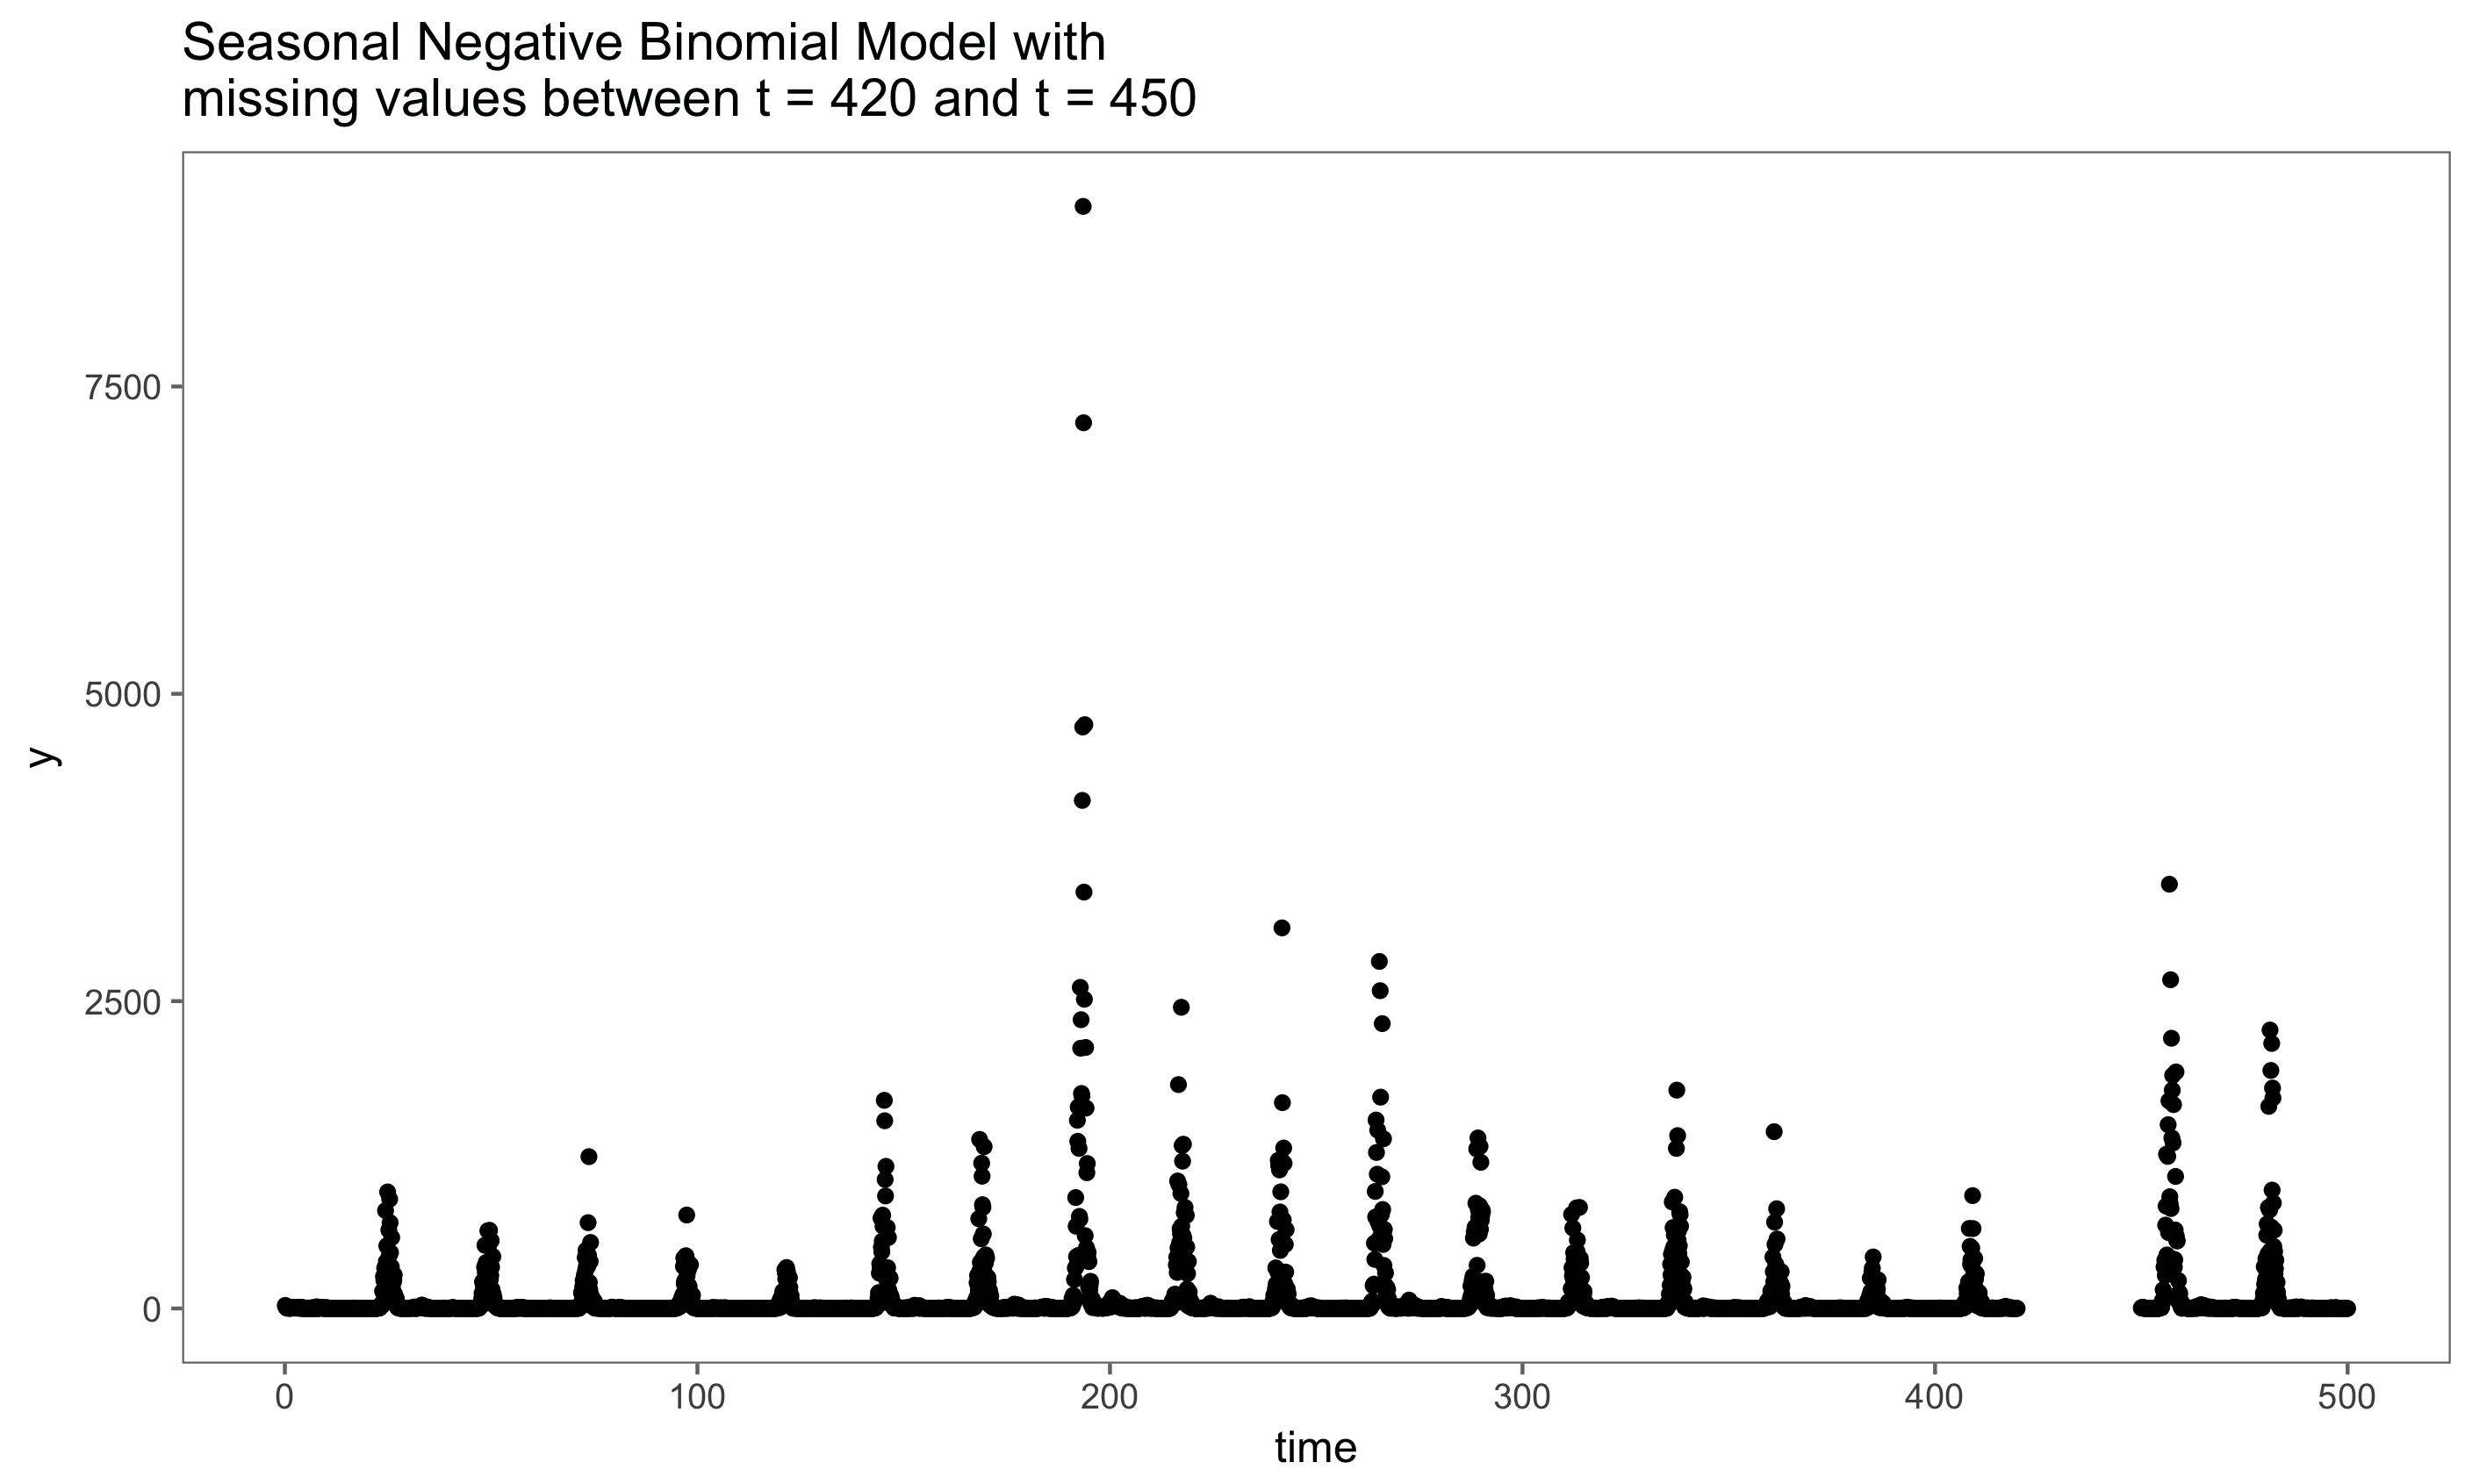 Seasonal Negative Binomial Model with
missing values between t = 420 and t = 450
7500
5000
y
2500
0
0 100 200 300 400 500
time